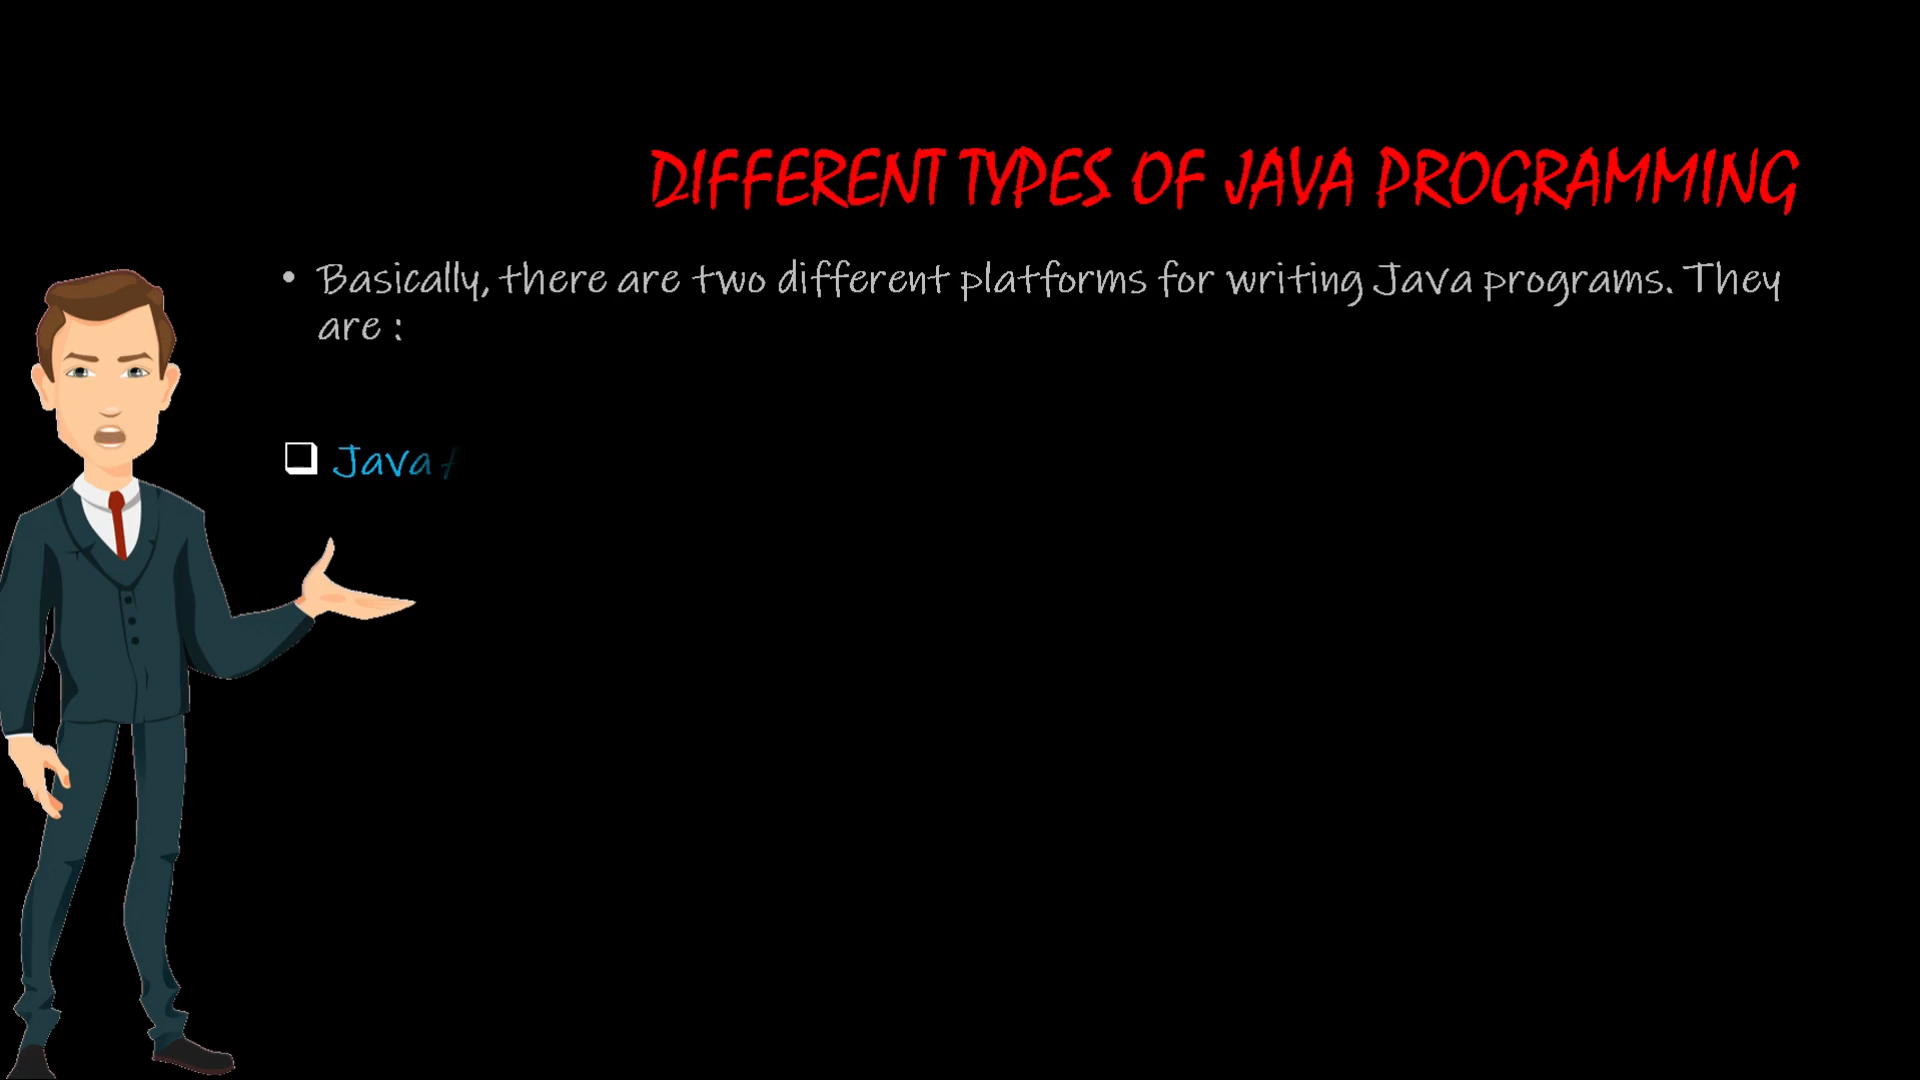 DIFFERENT TYPES OF JAVA PROGRAMMING
• Basically, there are two different platforms for writing Java programs. They
are :
Java